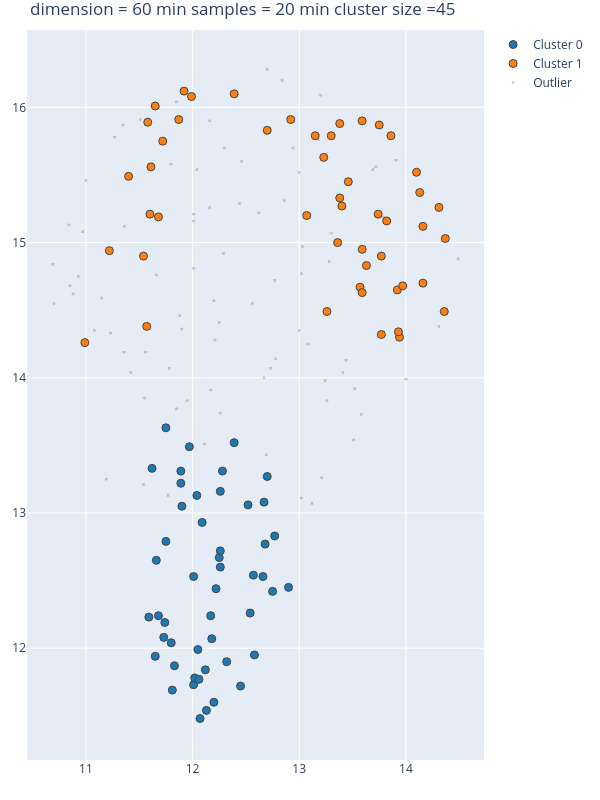 dimension = 60 min samples = 20 min cluster size =45
Cluster 0
Cluster 1
Outlier
16
15
14
13
12
11 12 13 14